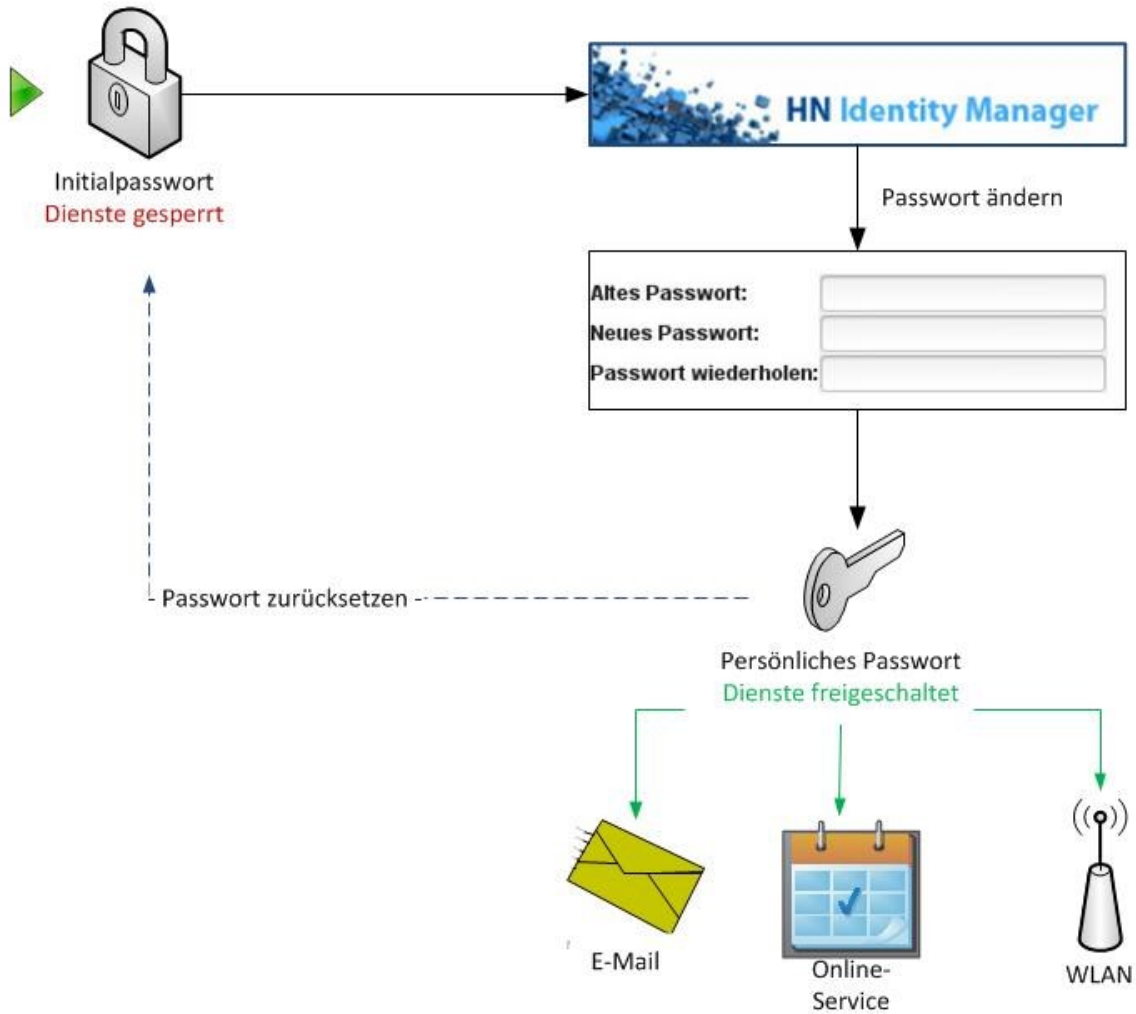 HN Identity Manager
Initialpasswort
Dienste gesperrt
Passwort ändern
Altes Passwort:
Neues Passwort:
Passwort wiederholen:
- Passwort zurücksetzen -
Persönliches Passwort
Dienste freigeschaltet
E-Mail
Online-
Service
WLAN